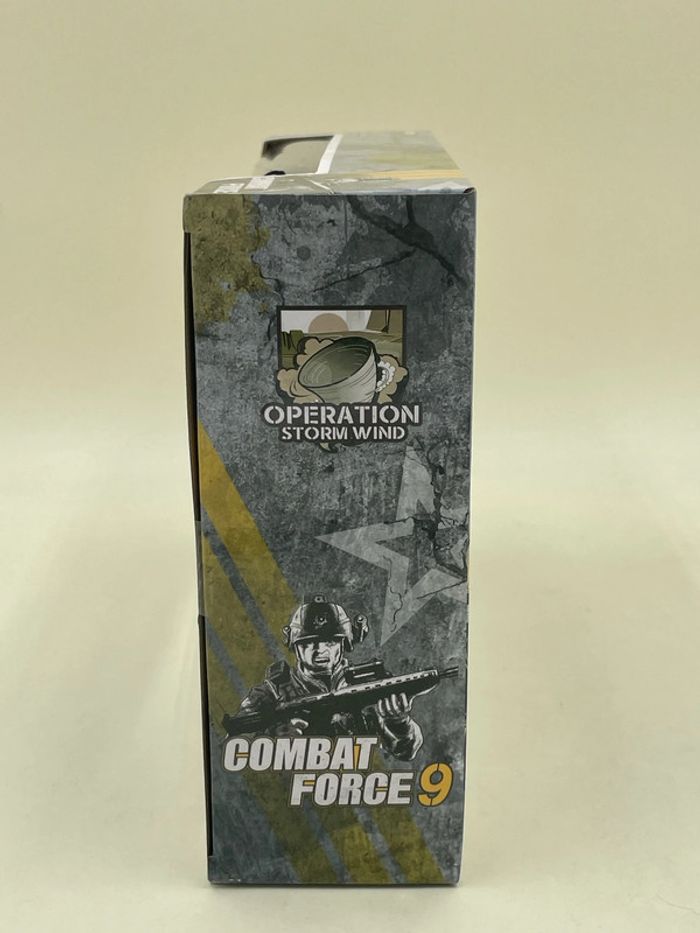 OPERATION
STORM WIND
COMBAT
FORCE 9